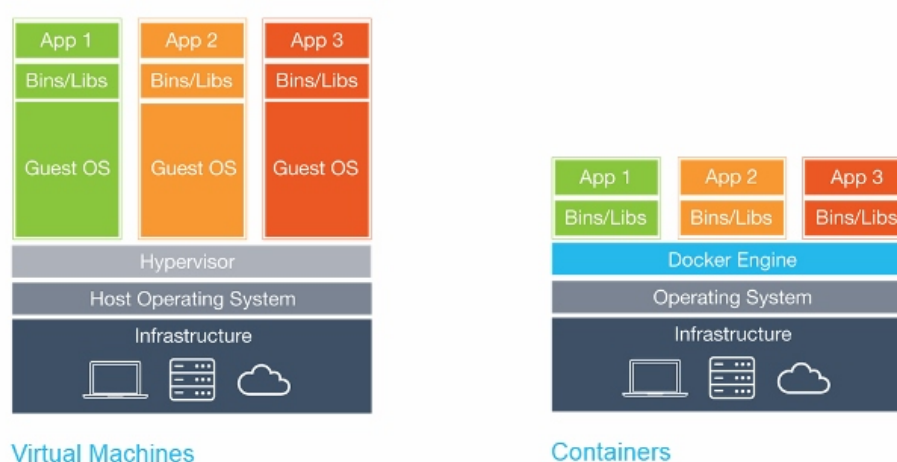 App 1
App 2
App 3
Bins/Libs
Bins/Libs
Bins/Libs
Guest OS
Guest OS
Guest OS
Hypervisor
Host Operating System
Infrastructure
Virtual Machines
App 1
App 2
App 3
Bins/Libs
Bins/Libs
Bins/Libs
Docker Engine
Operating System
Infrastructure
Containers